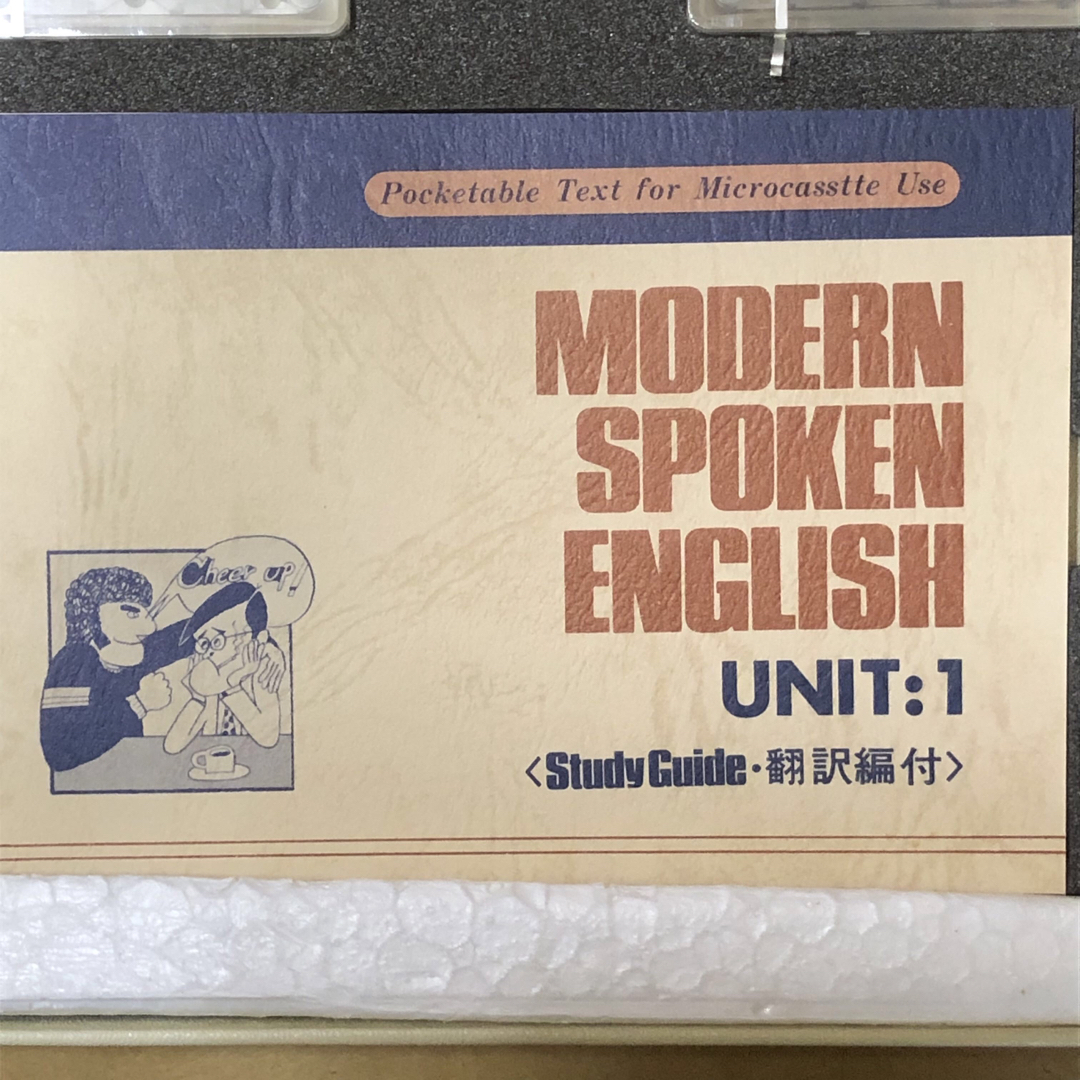 Pocketable Text for Microcasstte Use
MODERN
SPOKEN
ENGLISH
Cheer up!
UNIT:1
〈Study Guide・翻訳編付〉